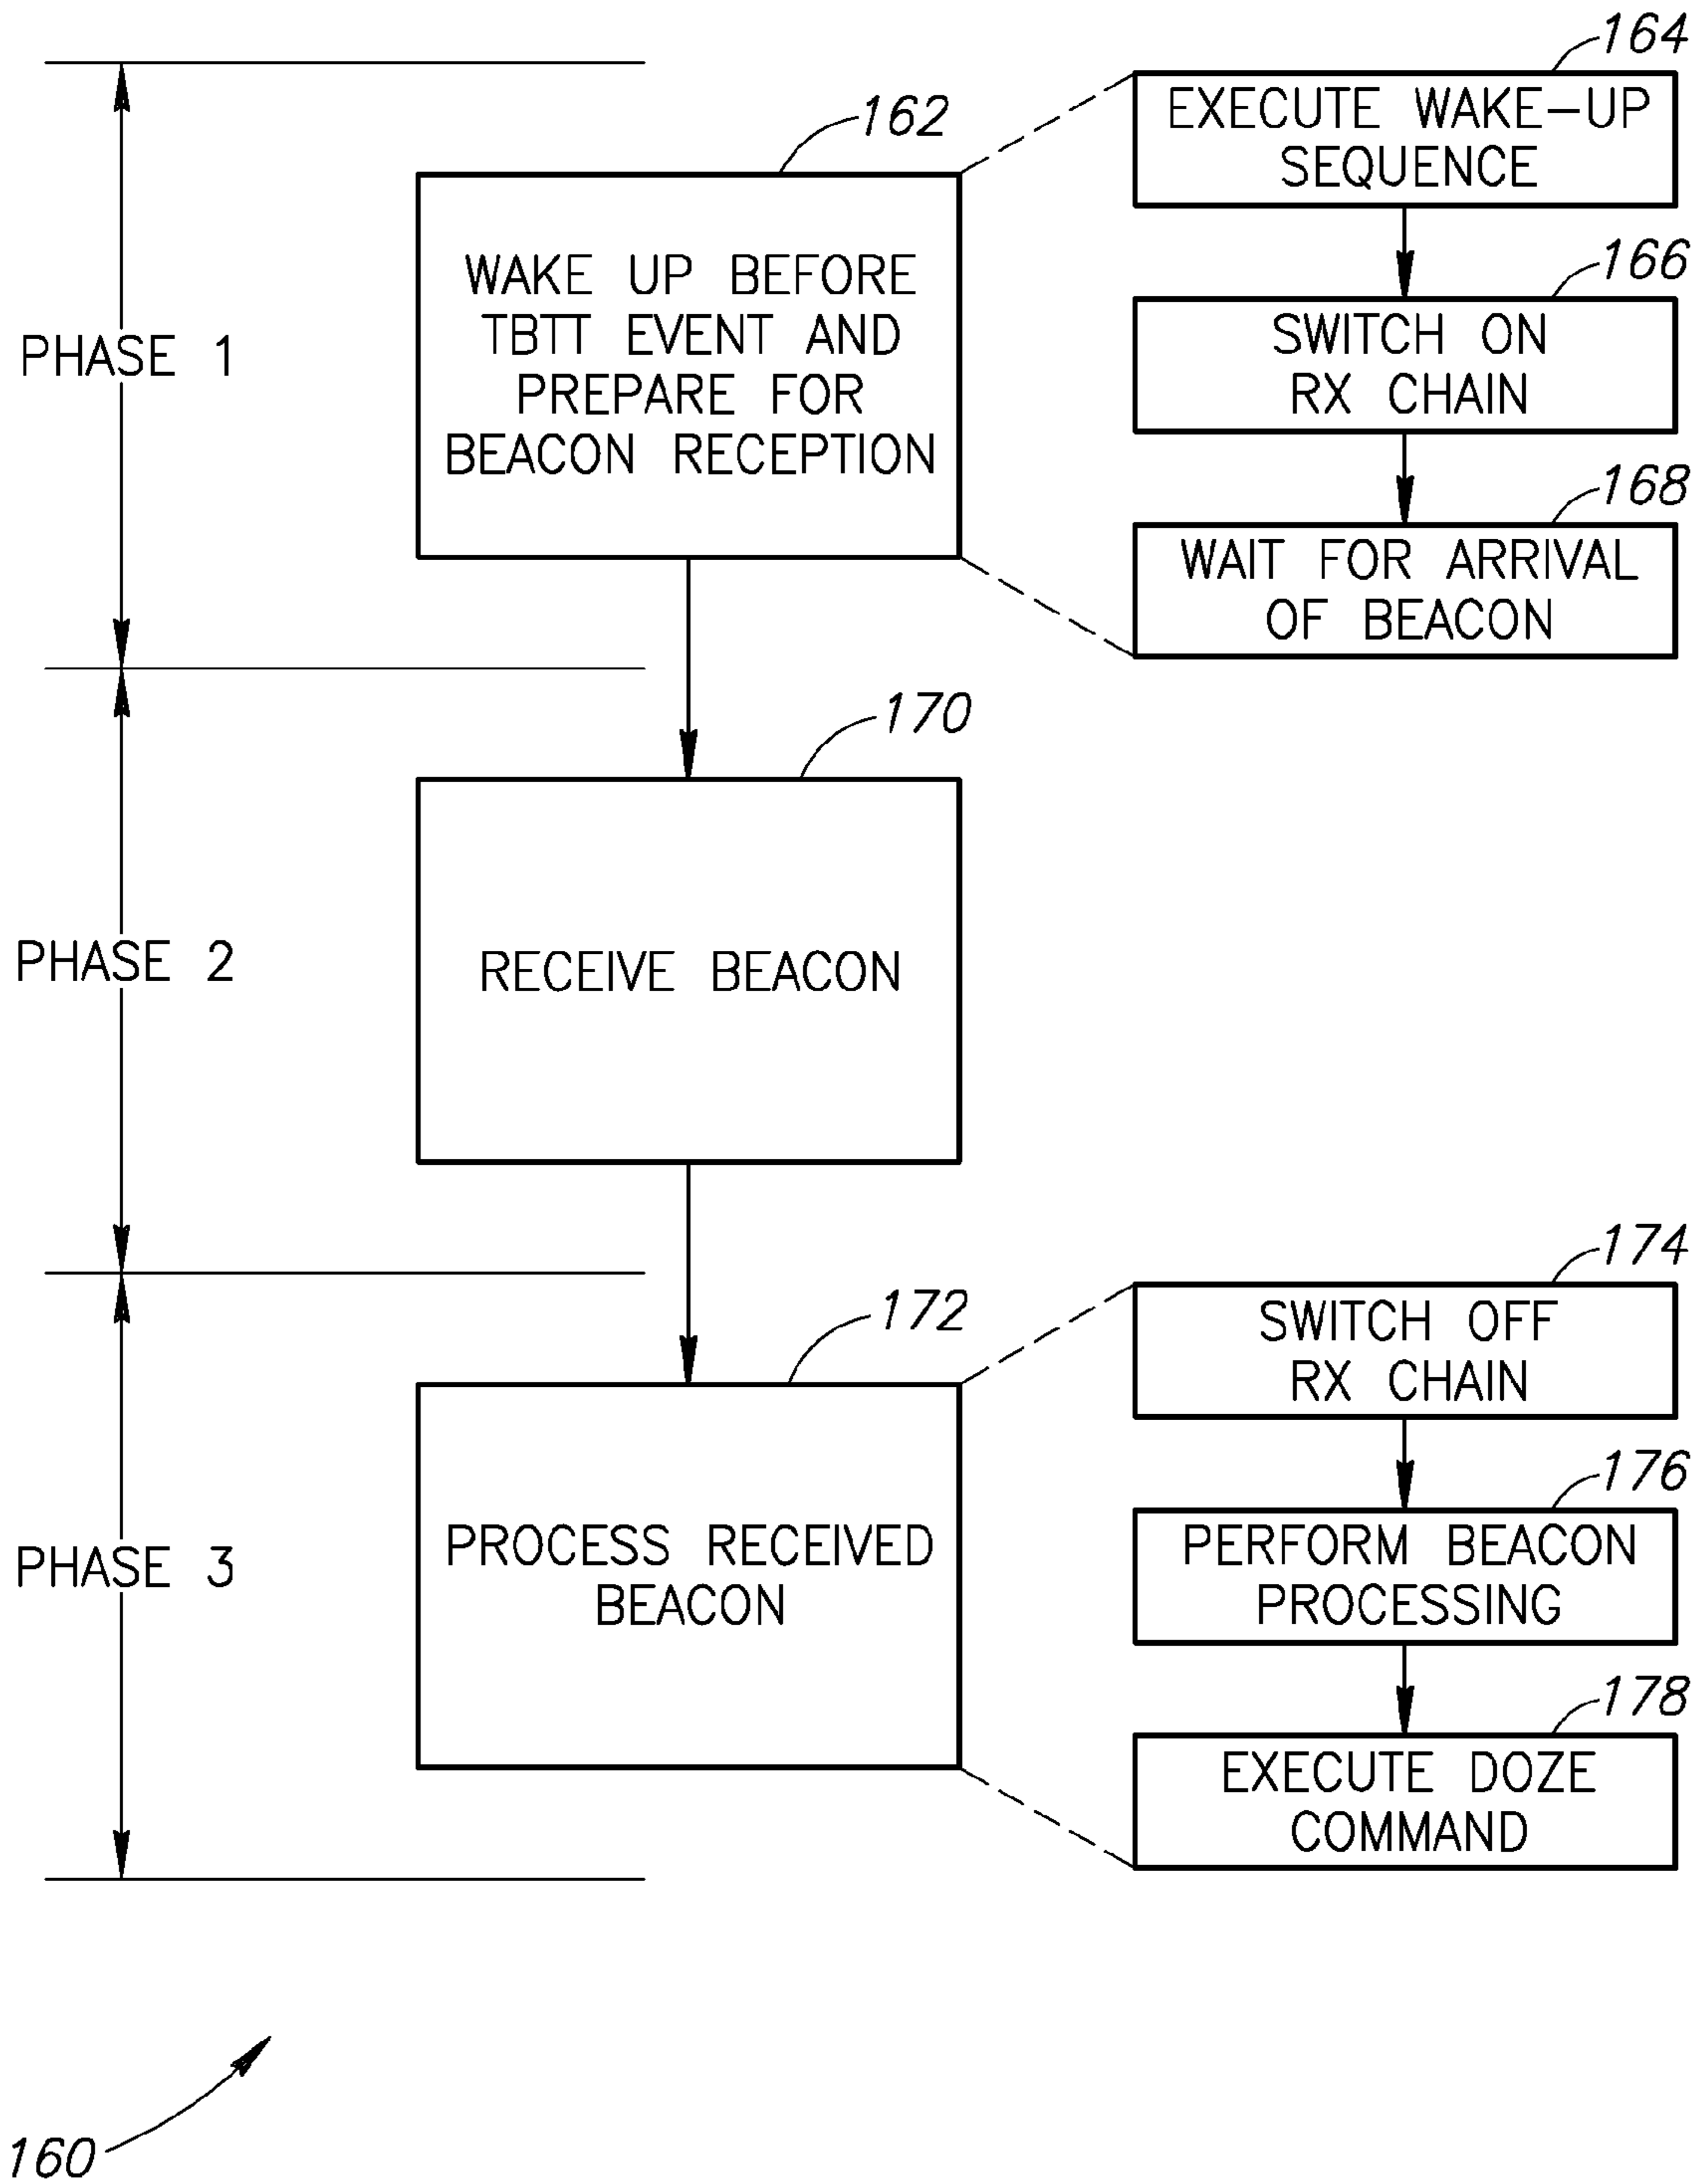 164
EXECUTE WAKE-UP
SEQUENCE
162
WAKE UP BEFORE
TBTT EVENT AND
PREPARE FOR
BEACON RECEPTION
PHASE 1
166
SWITCH ON
RX CHAIN
168
WAIT FOR ARRIVAL
OF BEACON
170
RECEIVE BEACON
PHASE 2
172
PROCESS RECEIVED
BEACON
PHASE 3
174
SWITCH OFF
RX CHAIN
176
PERFORM BEACON
PROCESSING
178
EXECUTE DOZE
COMMAND
160